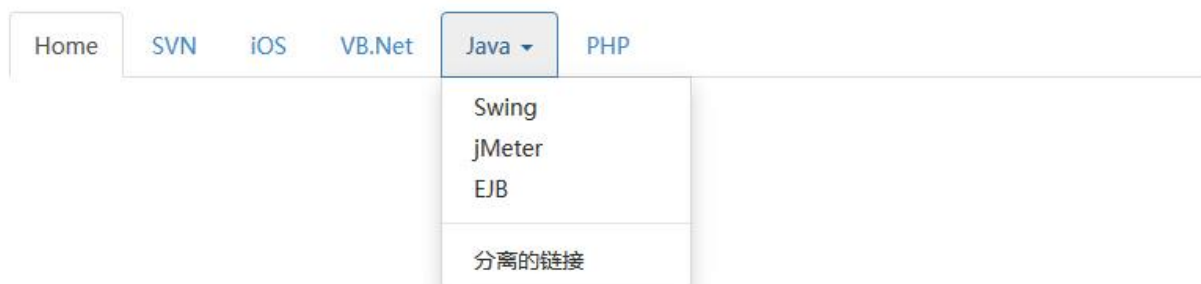 Home SVN iOS VB.Net Java PHP
Swing
jMeter
EJB
分离的链接